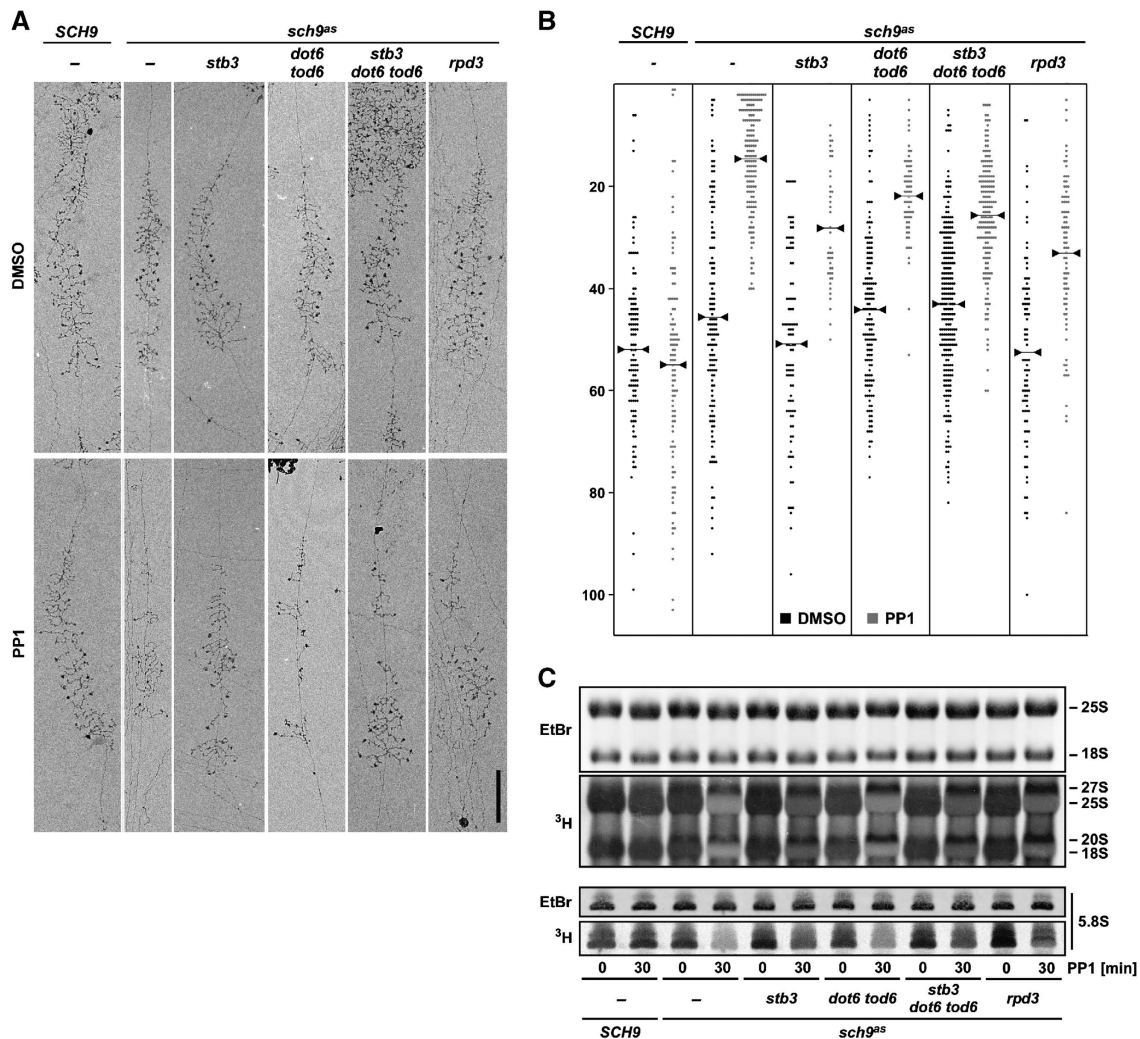 A
SCH9 sch9as
– – stb3 dot6 tod6 stb3 dot6 tod6 rpd3
DMSO
PP1
B
SCH9 sch9as
- - stb3 dot6 tod6 stb3 dot6 tod6 rpd3
20
40
60
80
100
DMSO PP1
C
EtBr – 25S
– 18S
3H – 27S
– 25S
– 20S
– 18S
EtBr
3H
5.8S
0 30 0 30 0 30 0 30 0 30 0 30 PP1 [min]
– – stb3 dot6 tod6 stb3 dot6 tod6 rpd3
SCH9 sch9as